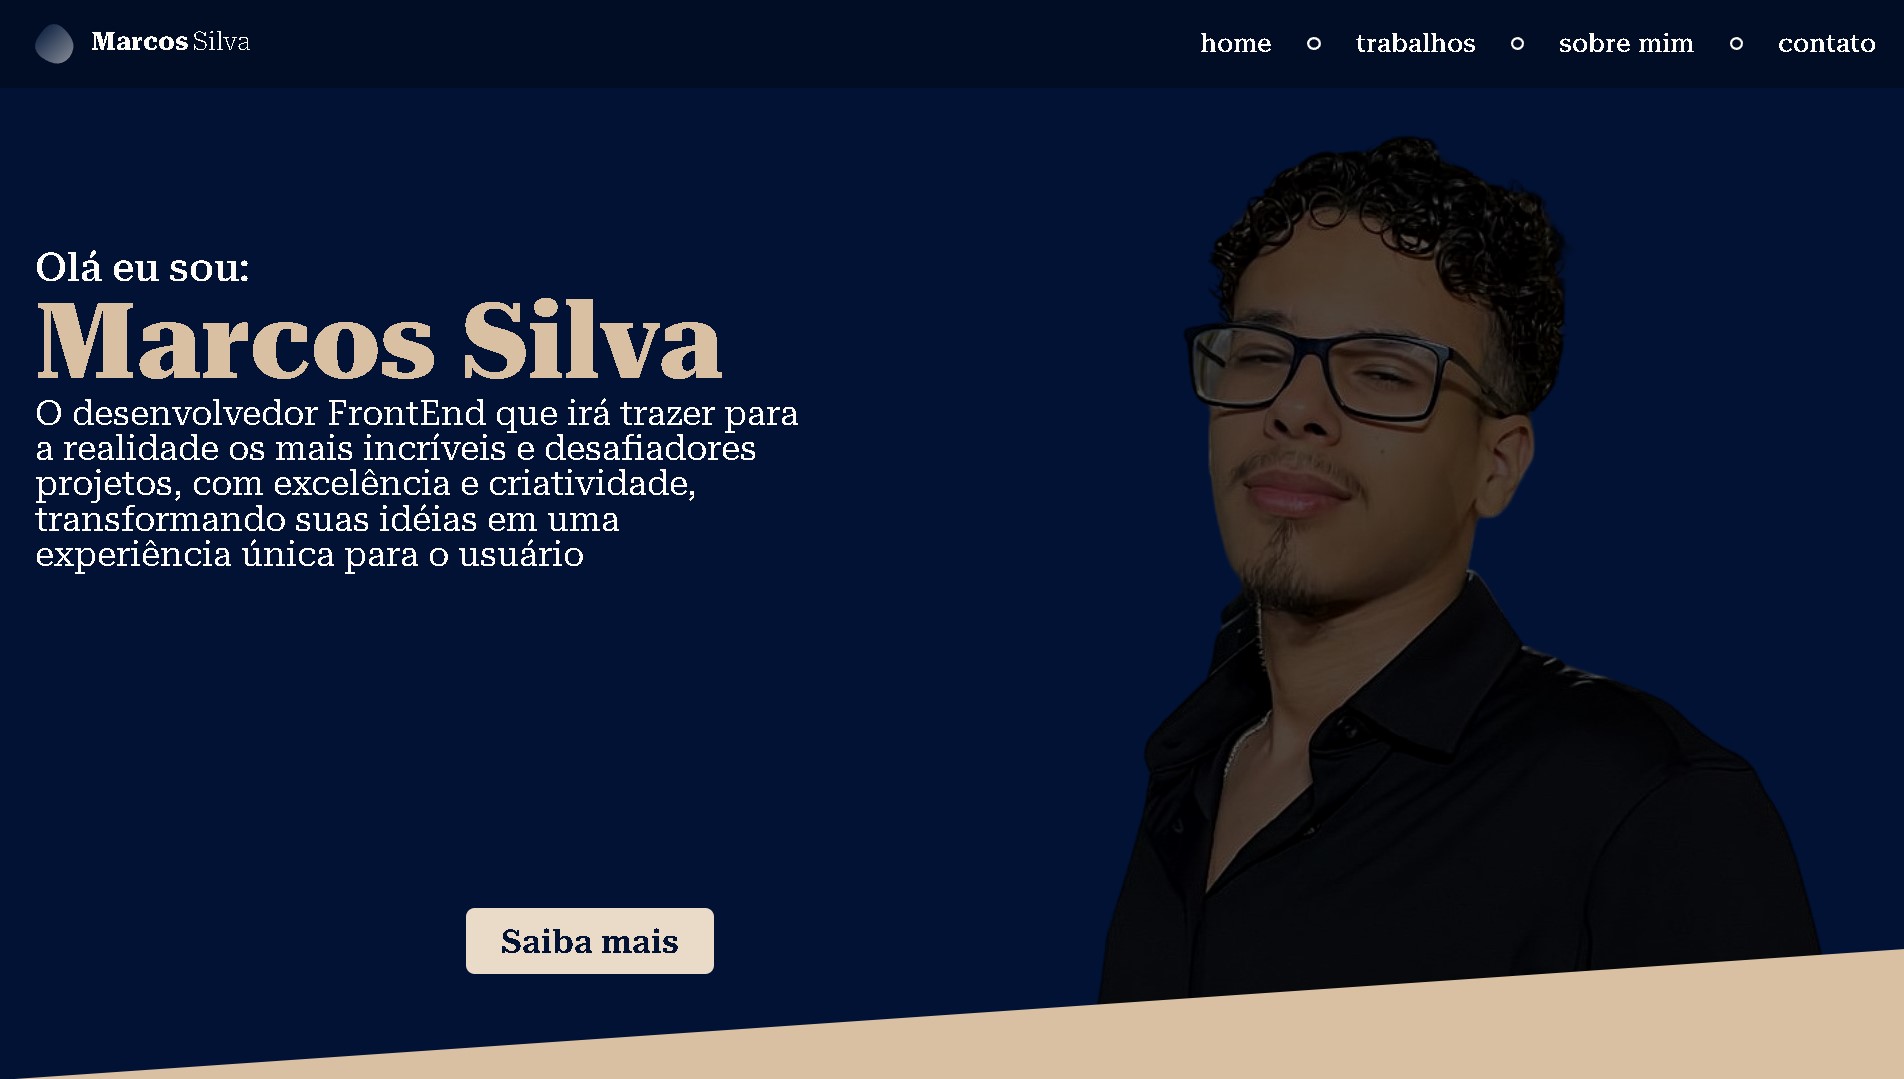 Marcos Silva
home
trabalhos
sobre mim
contato
Olá eu sou:
Marcos Silva
O desenvolvedor FrontEnd que irá trazer para
a realidade os mais incríveis e desafiadores
projetos, com excelência e criatividade,
transformando suas idéias em uma
experiência única para o usuário
Saiba mais